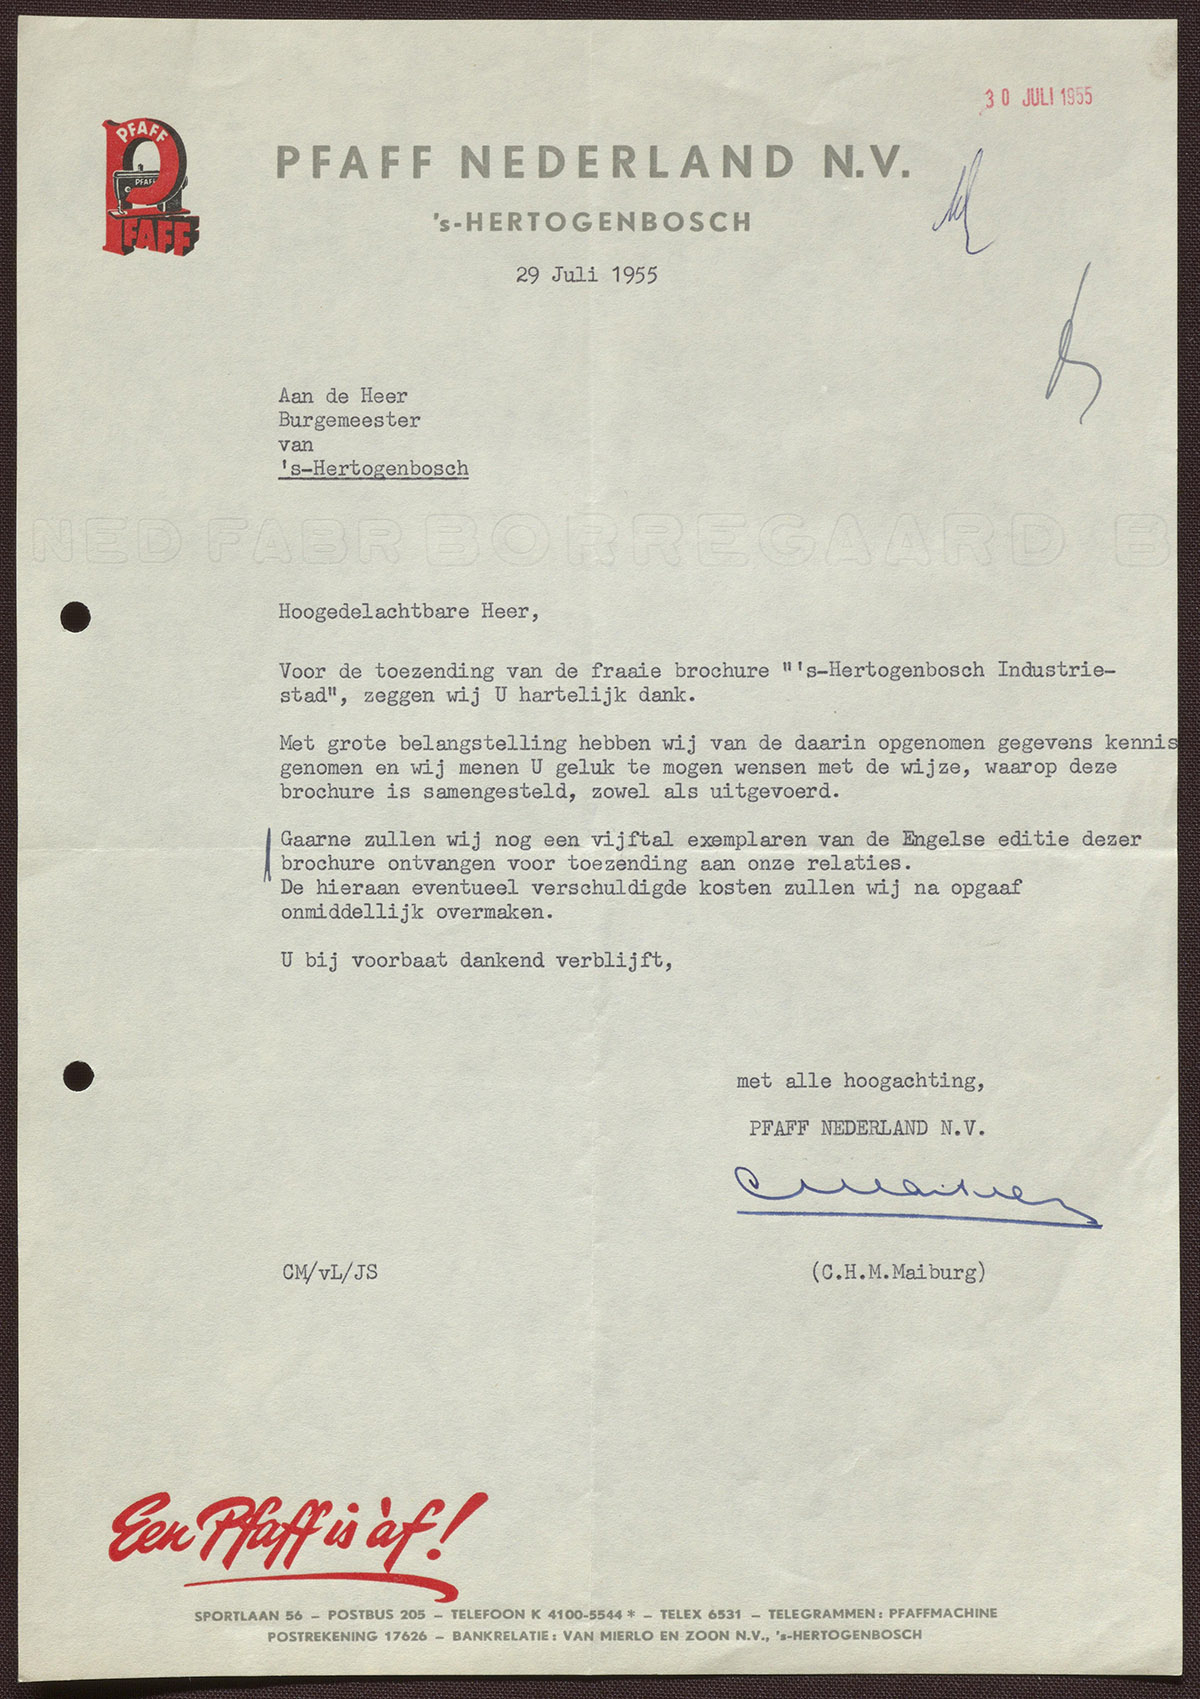 30 JULI 1955
PFAFF
PFAFF
PFAFF
PFAFF NEDERLAND N.V.
's-HERTOGENBOSCH
29 Juli 1955
Aan de Heer
Burgemeester
van
's-Hertogenbosch
NED FABR BORREGAARD B
Hoogedelachtbare Heer,
Voor de toezending van de fraaie brochure "'s-Hertogenbosch Industrie-
stad", zeggen wij U hartelijk dank.
Met grote belangstelling hebben wij van de daarin opgenomen gegevens kennis
genomen en wij menen U geluk te mogen wensen met de wijze, waarop deze
brochure is samengesteld, zowel als uitgevoerd.
Gaarne zullen wij nog een vijftal exemplaren van de Engelse editie dezer
brochure ontvangen voor toezending aan onze relaties.
De hieraan eventueel verschuldigde kosten zullen wij na opgaaf
onmiddellijk overmaken.
U bij voorbaat dankend verblijft,
met alle hoogachting,
PFAFF NEDERLAND N.V.
CM/vL/JS
(C.H.M.Maiburg)
Een Pfaff is àf!
SPORTLAAN 56 – POSTBUS 205 – TELEFOON K 4100-5544 * – TELEX 6531 – TELEGRAMMEN: PFAFFMACHINE
POSTREKENING 17626 – BANKRELATIE: VAN MIERLO EN ZOON N.V., 's-HERTOGENBOSCH